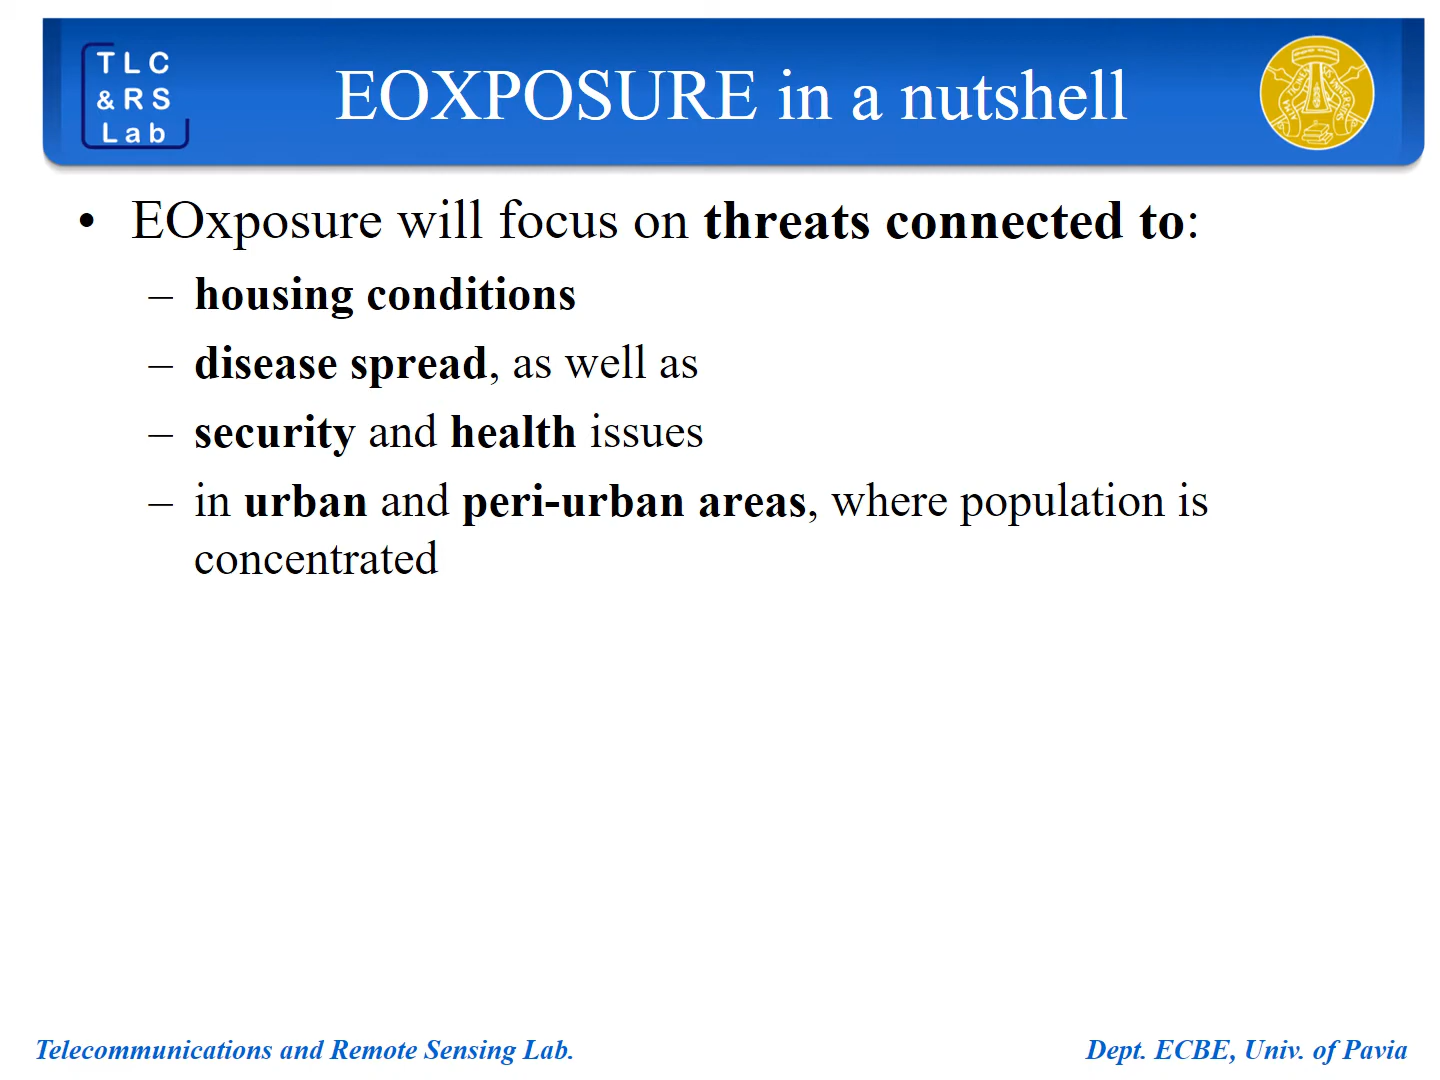 TLC
&RS
Lab
EOXPOSURE in a nutshell
• EOxposure will focus on threats connected to:
– housing conditions
– disease spread, as well as
– security and health issues
– in urban and peri-urban areas, where population is
concentrated
Telecommunications and Remote Sensing Lab.
Dept. ECBE, Univ. of Pavia